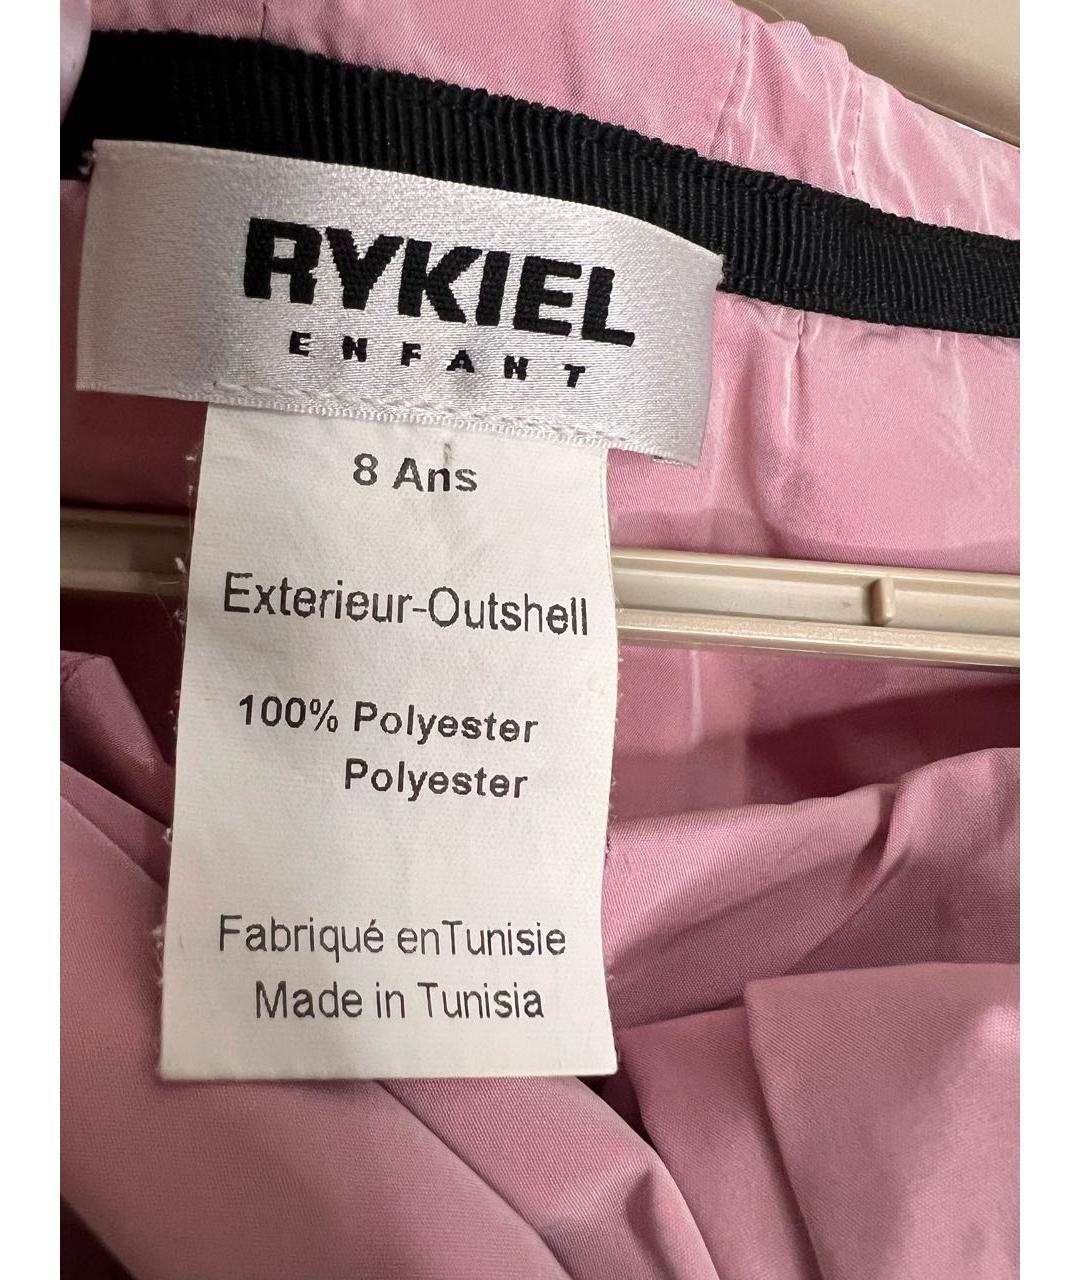 RYKIEL
ENFANT
8 Ans
Exterieur-Outshell
100% Polyester
Polyester
Fabriqué enTunisie
Made in Tunisia